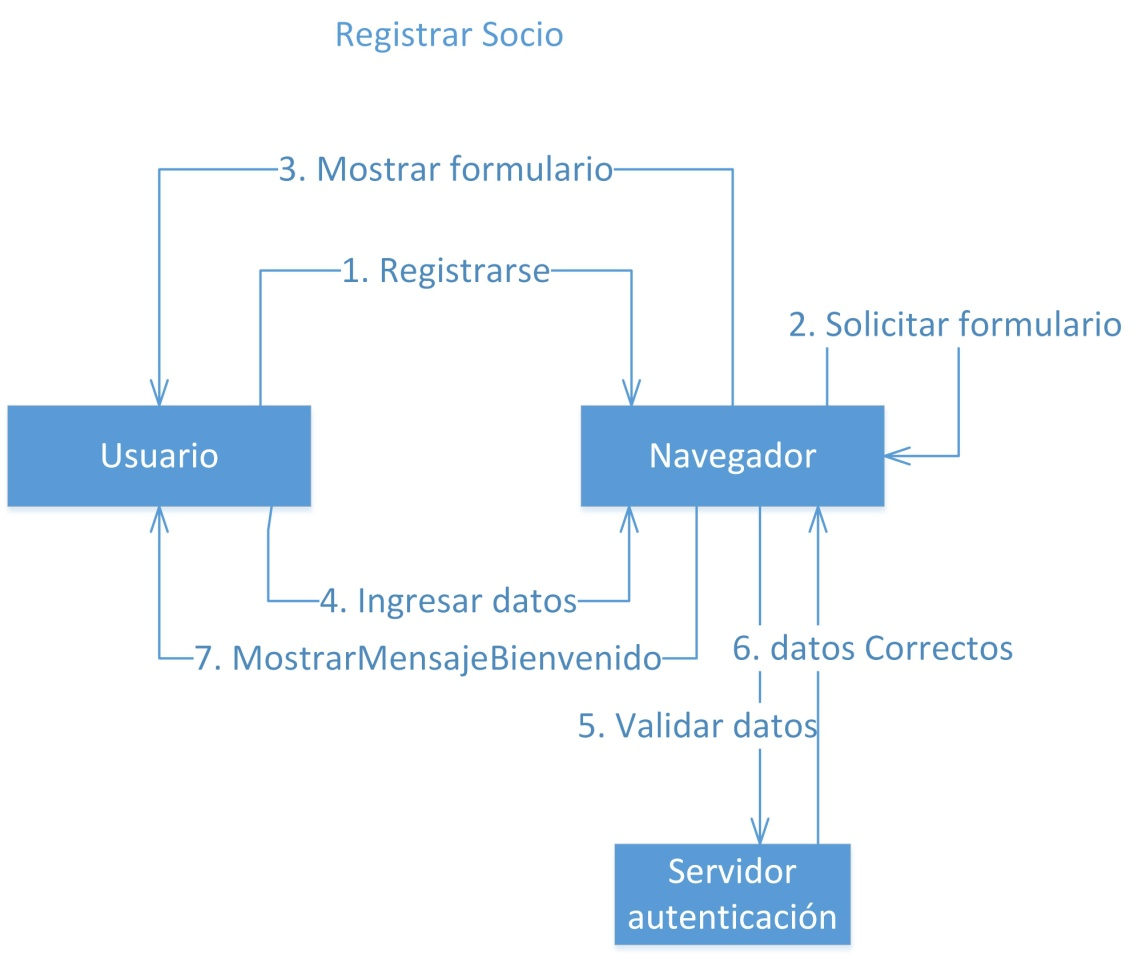 Registrar Socio
3. Mostrar formulario
1. Registrarse
2. Solicitar formulario
Usuario
Navegador
4. Ingresar datos
7. MostrarMensajeBienvenido
6. datos Correctos
5. Validar datos
Servidor
autenticación